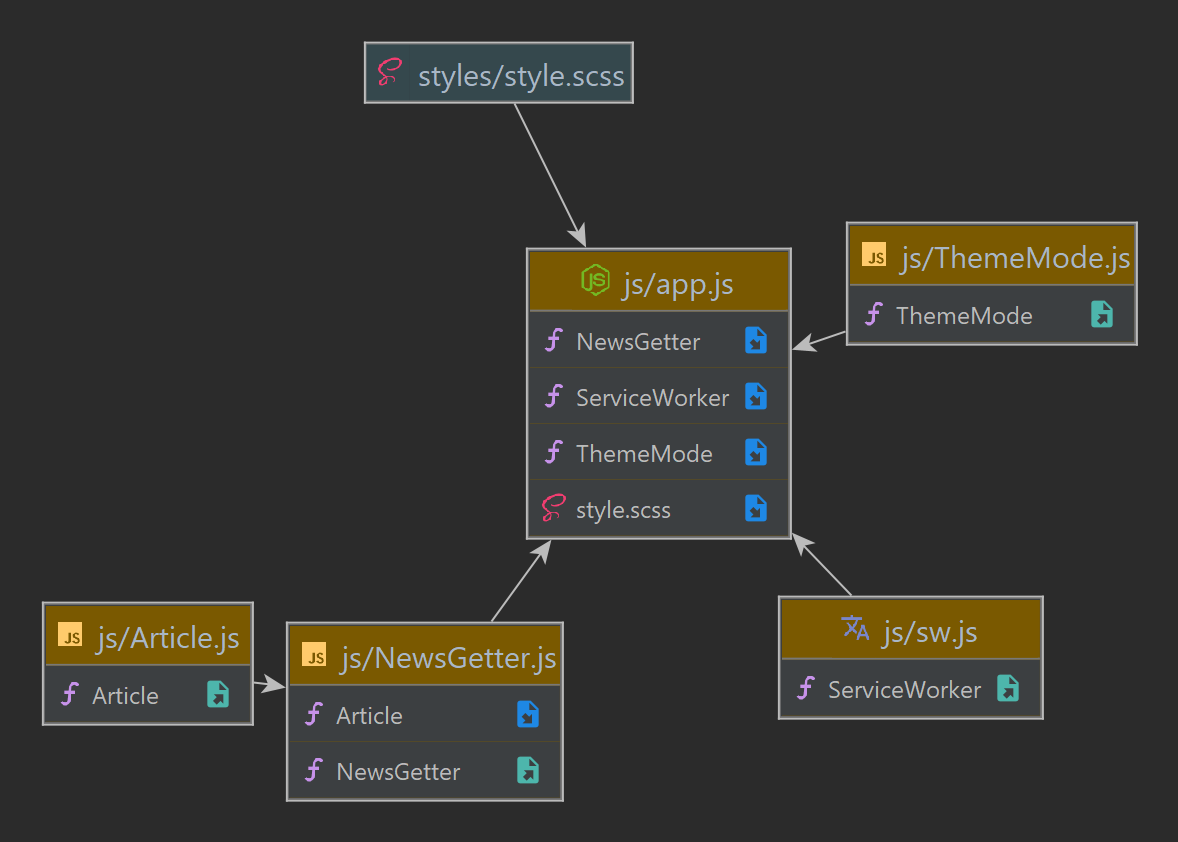 styles/style.scss
js/app.js
NewsGetter
ServiceWorker
ThemeMode
style.scss
JS js/ThemeMode.js
ThemeMode
JS js/Article.js
Article
JS js/NewsGetter.js
Article
NewsGetter
js/sw.js
ServiceWorker